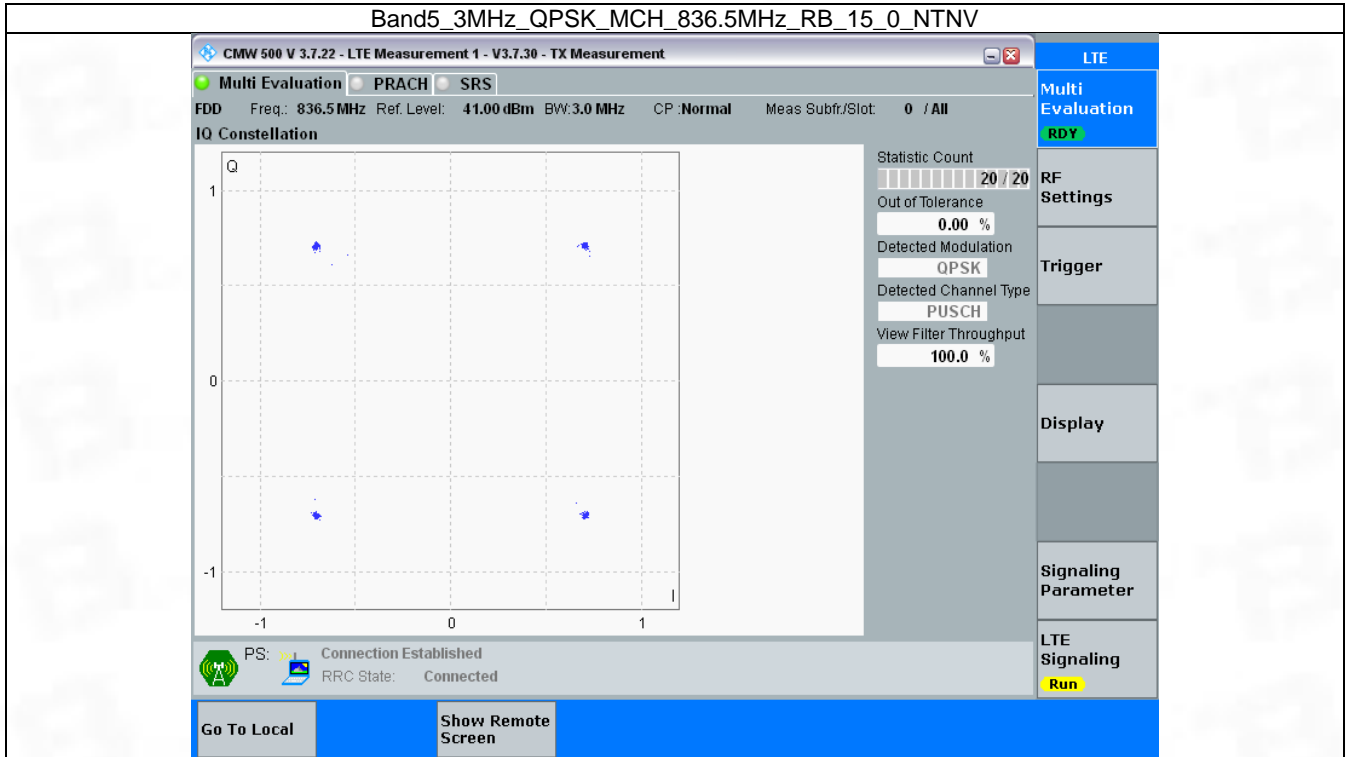 Band5_3MHz_QPSK_MCH_836.5MHz_RB_15_0_NTNV
CMW 500 V 3.7.22 - LTE Measurement 1 - V3.7.30 - TX Measurement
Multi Evaluation PRACH SRS
FDD Freq.: 836.5 MHz Ref. Level: 41.00 dBm BW: 3.0 MHz CP : Normal Meas Subfr./Slot: 0 / All
IQ Constellation
Q
1
0
-1
I
-1 0 1
Statistic Count
20 / 20
Out of Tolerance
0.00 %
Detected Modulation
QPSK
Detected Channel Type
PUSCH
View Filter Throughput
100.0 %
PS: Connection Established
RRC State: Connected
LTE
Multi
Evaluation
RDY
RF
Settings
Trigger
Display
Signaling
Parameter
LTE
Signaling
Run
Go To Local
Show Remote
Screen